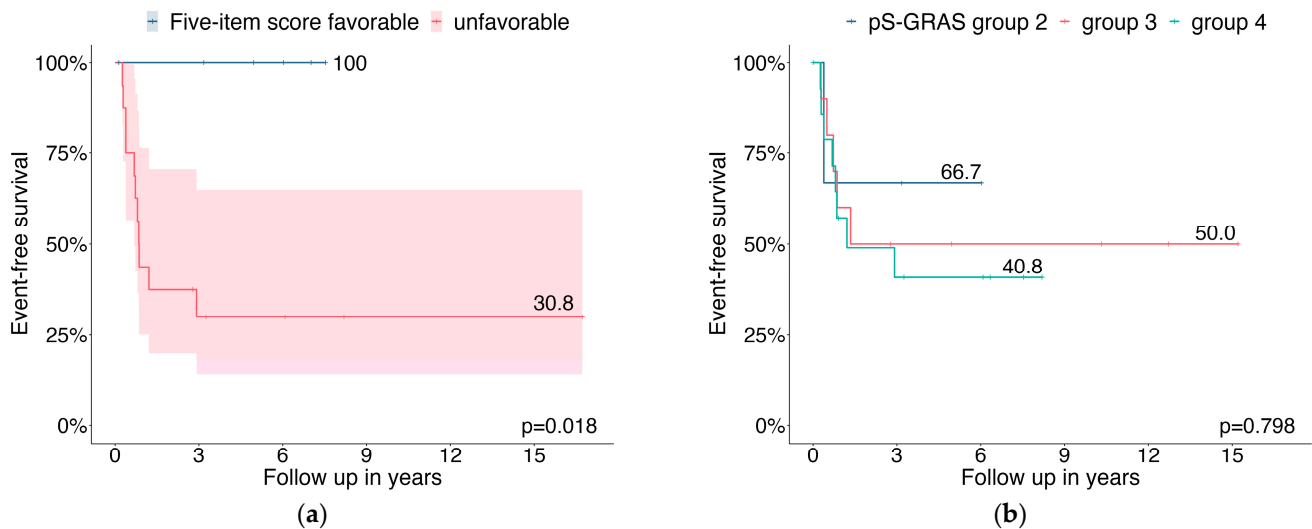 Five-item score favorable unfavorable
100%
75%
50%
25%
0%
Event-free survival
100
30.8
p=0.018
0 3 6 9 12 15
Follow up in years
(a)
pS-GRAS group 2 group 3 group 4
100%
75%
50%
25%
0%
Event-free survival
66.7
50.0
40.8
p=0.798
0 3 6 9 12 15
Follow up in years
(b)